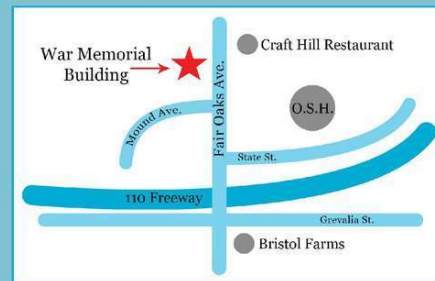 War Memorial
Building
Craft Hill Restaurant
Fair Oaks Ave.
O.S.H.
Mound Ave.
State St.
110 Freeway
Grevalia St.
Bristol Farms